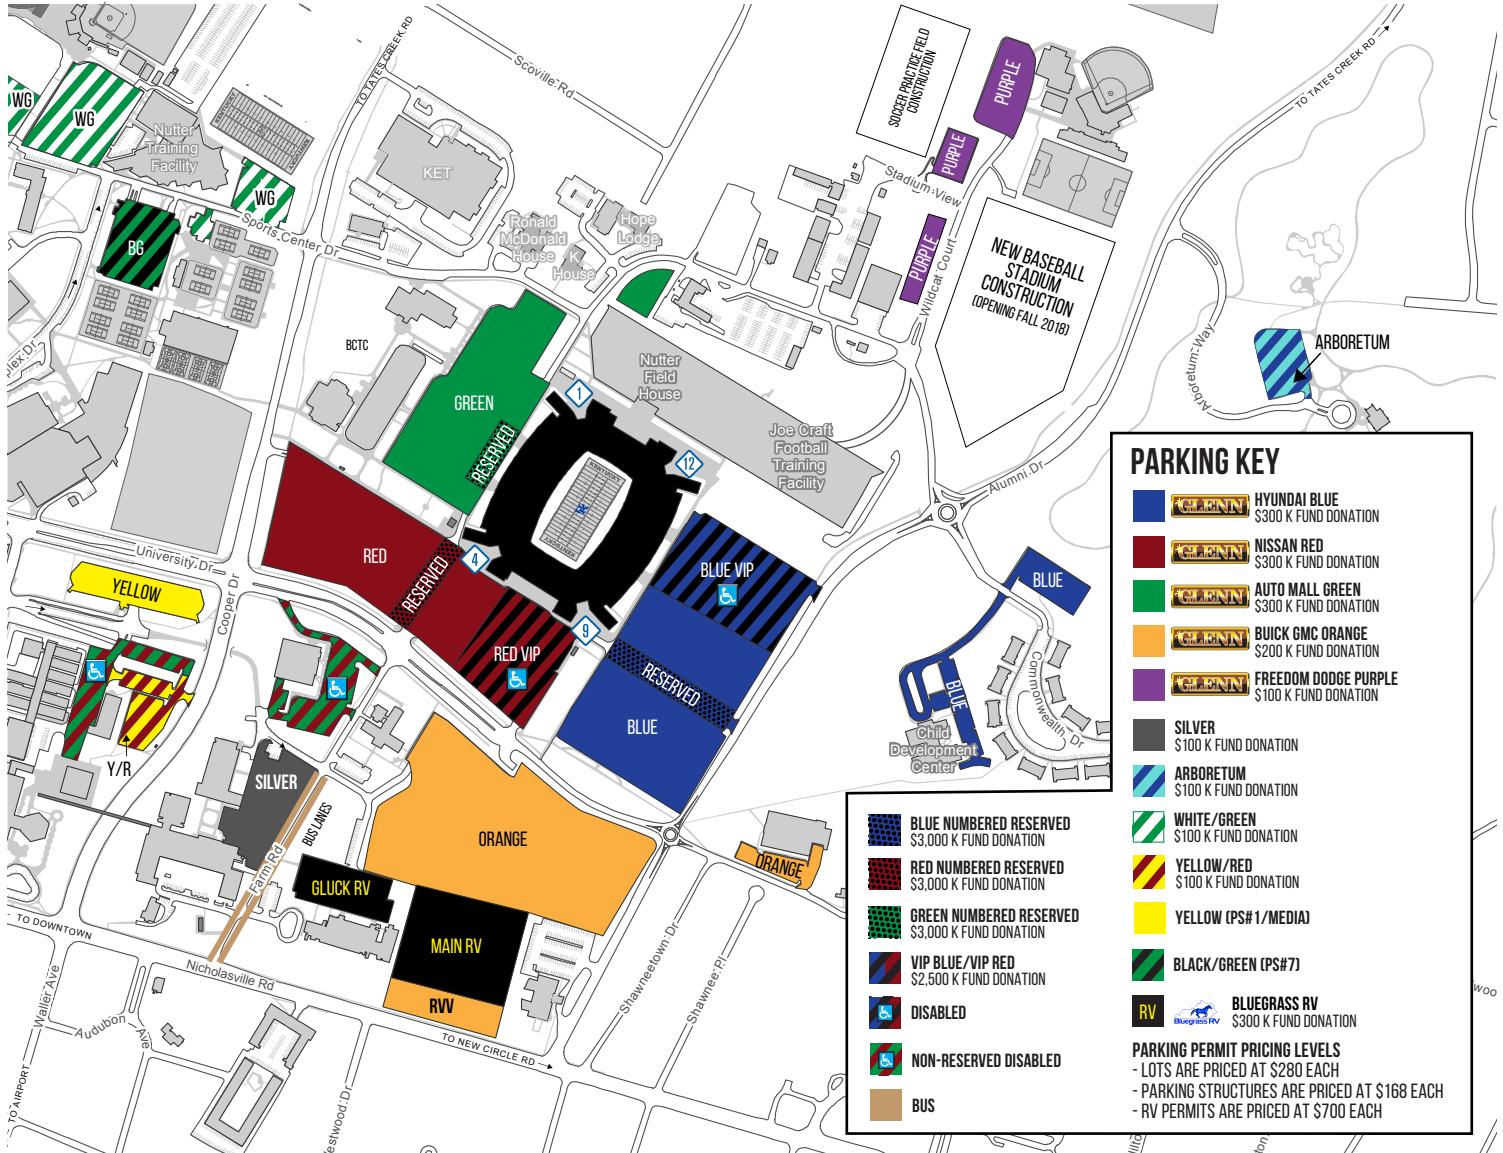 WG
WG
Nutter
Training
Facility
KENTUCKY
KENTUCKY
WG
BG
Sports Center Dr
TO TATES CREEK RD
Scoville Rd
KET
Ronald
McDonald
House
K
House
Hope
Lodge
SOCCER PRACTICE FIELD
CONSTRUCTION
PURPLE
PURPLE
PURPLE
Stadium View
Wildcat Court
NEW BASEBALL
STADIUM
CONSTRUCTION
(OPENING FALL 2018)
TO TATES CREEK RD
Arboretum Way
ARBORETUM
BCTC
GREEN
RESERVED
Nutter
Field
House
Joe Craft
Football
Training
Facility
1
12
4
9
KENTUCKY
KENTUCKY
Alumni Dr
RED
RESERVED
RED VIP
BLUE VIP
RESERVED
BLUE
BLUE
BLUE
Child
Development
Center
Commonwealth Dr
University Dr
Cooper Dr
YELLOW
Y/R
SILVER
BUS LANES
Farm Rd
GLUCK RV
ORANGE
ORANGE
MAIN RV
RVV
TO DOWNTOWN
Nicholasville Rd
TO NEW CIRCLE RD
Waller Ave
Audubon Ave
TO AIRPORT
Shawneetown Dr
Shawnee Pl
PARKING KEY
GLENN
HYUNDAI BLUE
$300 K FUND DONATION
GLENN
NISSAN RED
$300 K FUND DONATION
GLENN
AUTO MALL GREEN
$300 K FUND DONATION
GLENN
BUICK GMC ORANGE
$200 K FUND DONATION
GLENN
FREEDOM DODGE PURPLE
$100 K FUND DONATION
SILVER
$100 K FUND DONATION
ARBORETUM
$100 K FUND DONATION
WHITE/GREEN
$100 K FUND DONATION
YELLOW/RED
$100 K FUND DONATION
YELLOW (PS#1/MEDIA)
BLACK/GREEN (PS#7)
RV
Bluegrass RV
BLUEGRASS RV
$300 K FUND DONATION
BLUE NUMBERED RESERVED
$3,000 K FUND DONATION
RED NUMBERED RESERVED
$3,000 K FUND DONATION
GREEN NUMBERED RESERVED
$3,000 K FUND DONATION
VIP BLUE/VIP RED
$2,500 K FUND DONATION
DISABLED
NON-RESERVED DISABLED
BUS
PARKING PERMIT PRICING LEVELS
- LOTS ARE PRICED AT $280 EACH
- PARKING STRUCTURES ARE PRICED AT $168 EACH
- RV PERMITS ARE PRICED AT $700 EACH